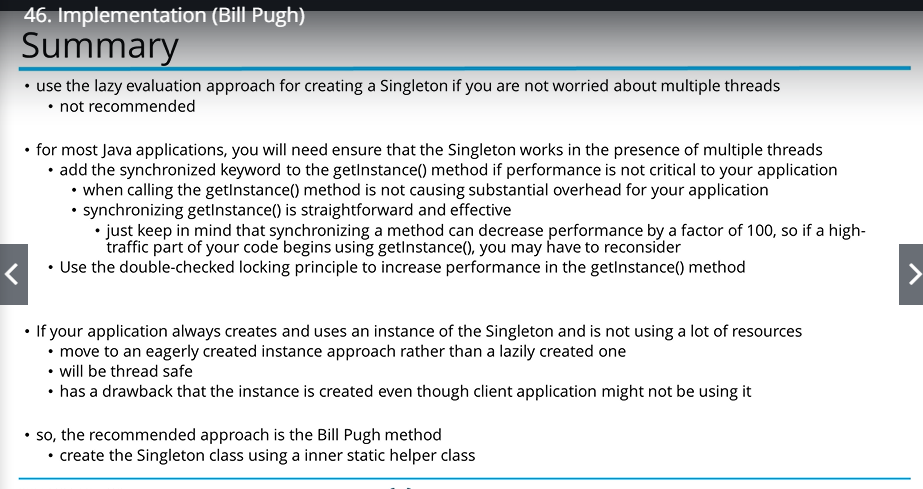 46. Implementation (Bill Pugh)
Summary
• use the lazy evaluation approach for creating a Singleton if you are not worried about multiple threads
• not recommended
• for most Java applications, you will need ensure that the Singleton works in the presence of multiple threads
• add the synchronized keyword to the getInstance() method if performance is not critical to your application
• when calling the getInstance() method is not causing substantial overhead for your application
• synchronizing getInstance() is straightforward and effective
• just keep in mind that synchronizing a method can decrease performance by a factor of 100, so if a high-
traffic part of your code begins using getInstance(), you may have to reconsider
• Use the double-checked locking principle to increase performance in the getInstance() method
• If your application always creates and uses an instance of the Singleton and is not using a lot of resources
• move to an eagerly created instance approach rather than a lazily created one
• will be thread safe
• has a drawback that the instance is created even though client application might not be using it
• so, the recommended approach is the Bill Pugh method
• create the Singleton class using a inner static helper class